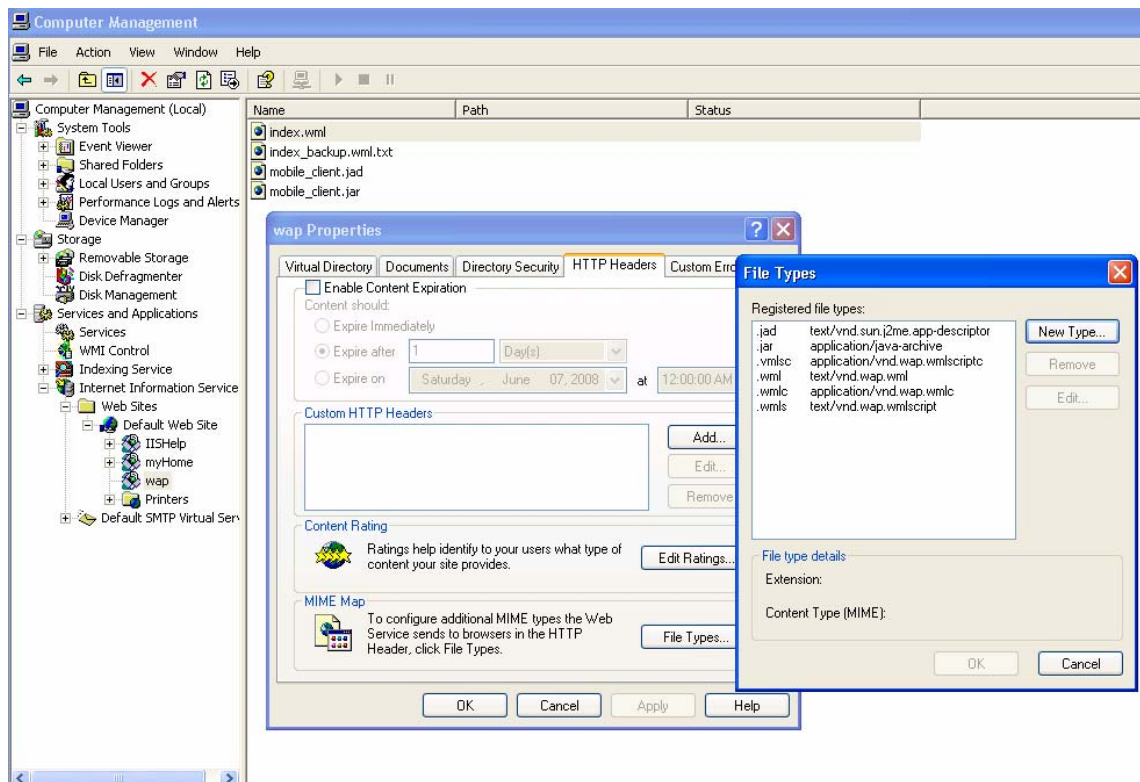 Computer Management
File Action View Window Help
Computer Management (Local)
System Tools
Event Viewer
Shared Folders
Local Users and Groups
Performance Logs and Alerts
Device Manager
Storage
Removable Storage
Disk Defragmenter
Disk Management
Services and Applications
Services
WMI Control
Indexing Service
Internet Information Service
Web Sites
Default Web Site
IISHelp
myHome
wap
Printers
Default SMTP Virtual Serv
Name Path Status
index.wml
index_backup.wml.txt
mobile_client.jad
mobile_client.jar
wap Properties
Virtual Directory Documents Directory Security HTTP Headers Custom Erro
Enable Content Expiration
Content should:
Expire Immediately
Expire after 1 Day(s)
Expire on Saturday , June 07, 2008 at 12:00:00 AM
Custom HTTP Headers
Add...
Edit...
Remove
Content Rating
Ratings help identify to your users what type of
content your site provides.
Edit Ratings...
MIME Map
To configure additional MIME types the Web
Service sends to browsers in the HTTP
Header, click File Types.
File Types...
OK Cancel Apply Help
File Types
Registered file types:
.jad text/vnd.sun.j2me.app-descriptor
.jar application/java-archive
.vmlsc application/vnd.wap.wmlscriptc
.wml text/vnd.wap.wml
.wmlc application/vnd.wap.wmlc
.wmls text/vnd.wap.wmlscript
New Type...
Remove
Edit...
File type details
Extension:
Content Type (MIME):
OK Cancel